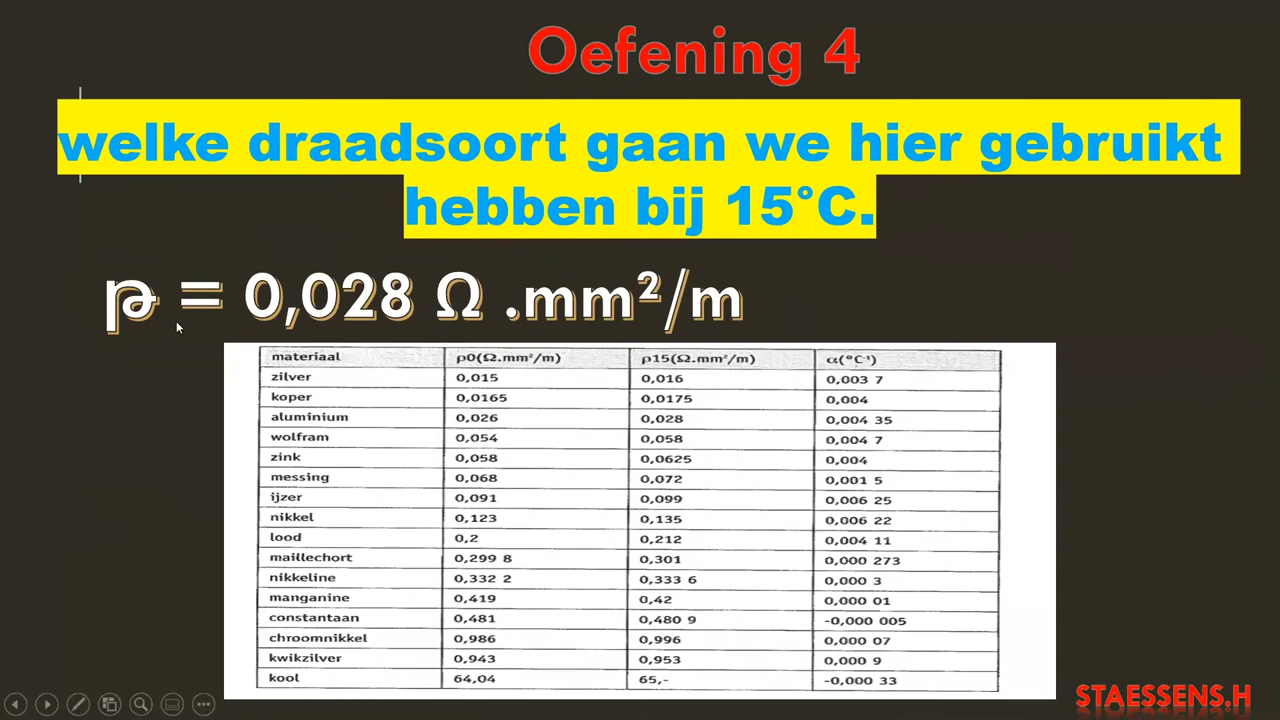 Oefening 4
welke draadsoort gaan we hier gebruikt
hebben bij 15°C.
ρ = 0,028 Ω .mm²/m
materiaal ρ0(Ω.mm²/m) ρ15(Ω.mm²/m) α(°C⁻¹)
zilver 0,015 0,016 0,003 7
koper 0,0165 0,0175 0,004
aluminium 0,026 0,028 0,004 35
wolfram 0,054 0,058 0,004 7
zink 0,058 0,0625 0,004
messing 0,068 0,072 0,001 5
ijzer 0,091 0,099 0,006 25
nikkel 0,123 0,135 0,006 22
lood 0,2 0,212 0,004 11
maillechort 0,299 8 0,301 0,000 273
nikkeline 0,332 2 0,333 6 0,000 3
manganine 0,419 0,42 0,000 01
constantaan 0,481 0,480 9 -0,000 005
chroomnikkel 0,986 0,996 0,000 07
kwikzilver 0,943 0,953 0,000 9
kool 64,04 65,- -0,000 33
STAESSENS.H